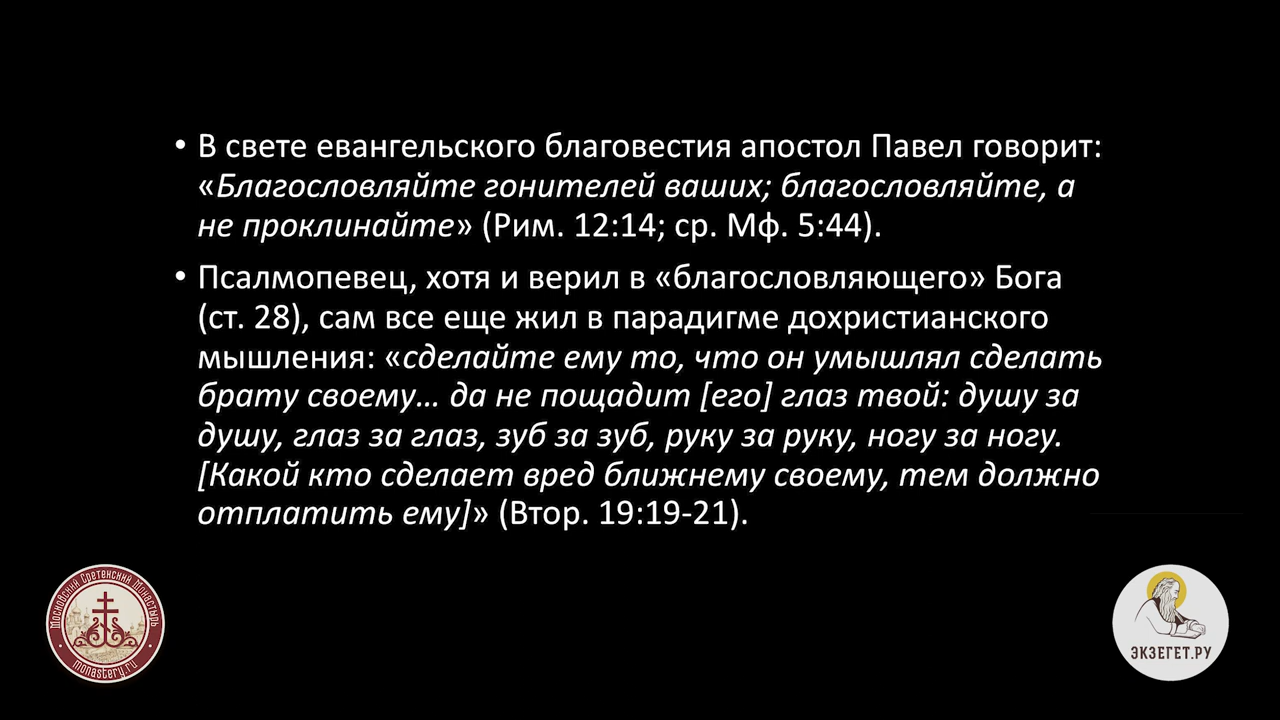 • В свете евангельского благовестия апостол Павел говорит:
«Благословляйте гонителей ваших; благословляйте, а
не проклинайте» (Рим. 12:14; ср. Мф. 5:44).
• Псалмопевец, хотя и верил в «благословляющего» Бога
(ст. 28), сам все еще жил в парадигме дохристианского
мышления: «сделайте ему то, что он умышлял сделать
брату своему… да не пощадит [его] глаз твой: душу за
душу, глаз за глаз, зуб за зуб, руку за руку, ногу за ногу.
[Какой кто сделает вред ближнему своему, тем должно
отплатить ему]» (Втор. 19:19-21).
Московский Сретенский Монастырь
monastery.ru
ЭКЗЕГЕТ.РУ